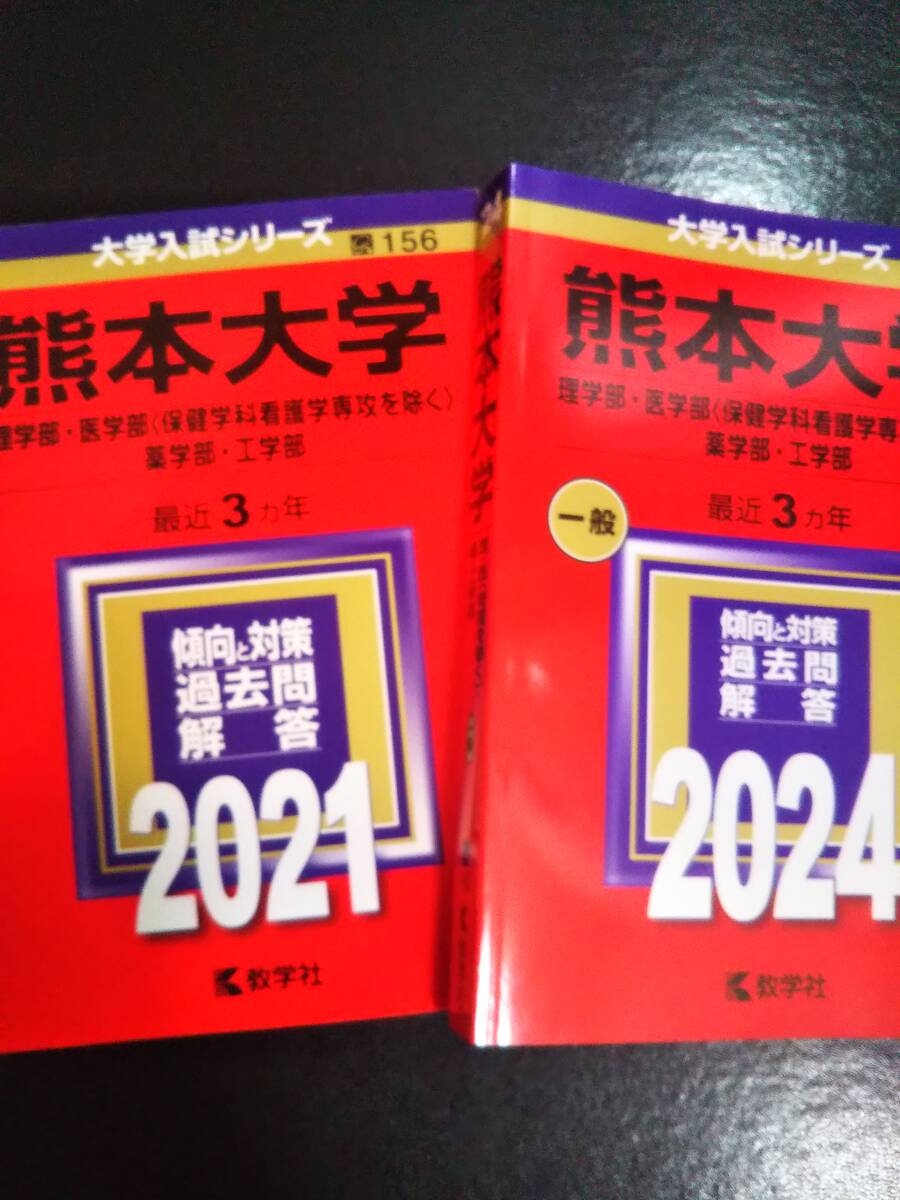 大学入試シリーズ
156
熊本大学
理学部・医学部〈保健学科看護学専攻を除く〉
薬学部・工学部
最近3カ年
傾向と対策
過去問
解答
2021
教学社
熊本大学
大学入試シリーズ
熊本大学
理学部・医学部〈保健学科看護学専
薬学部・工学部
一般
最近3カ年
傾向と対策
過去問
解答
2024
教学社